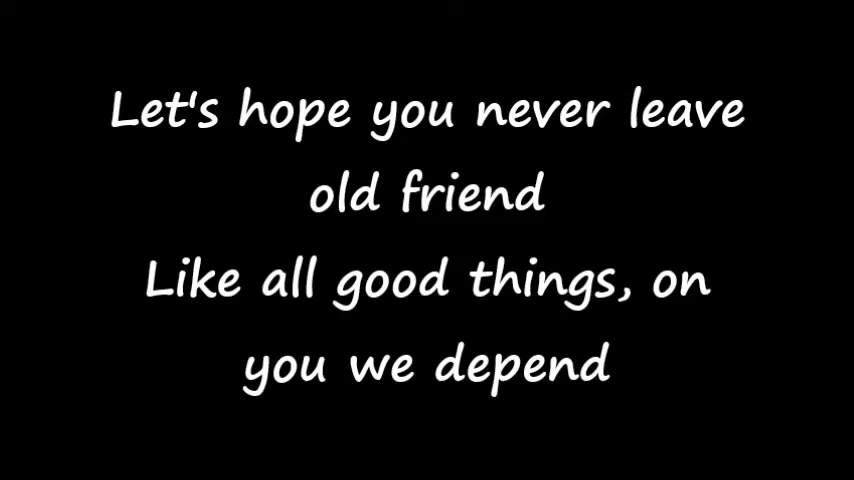 Let's hope you never leave
old friend
Like all good things, on
you we depend